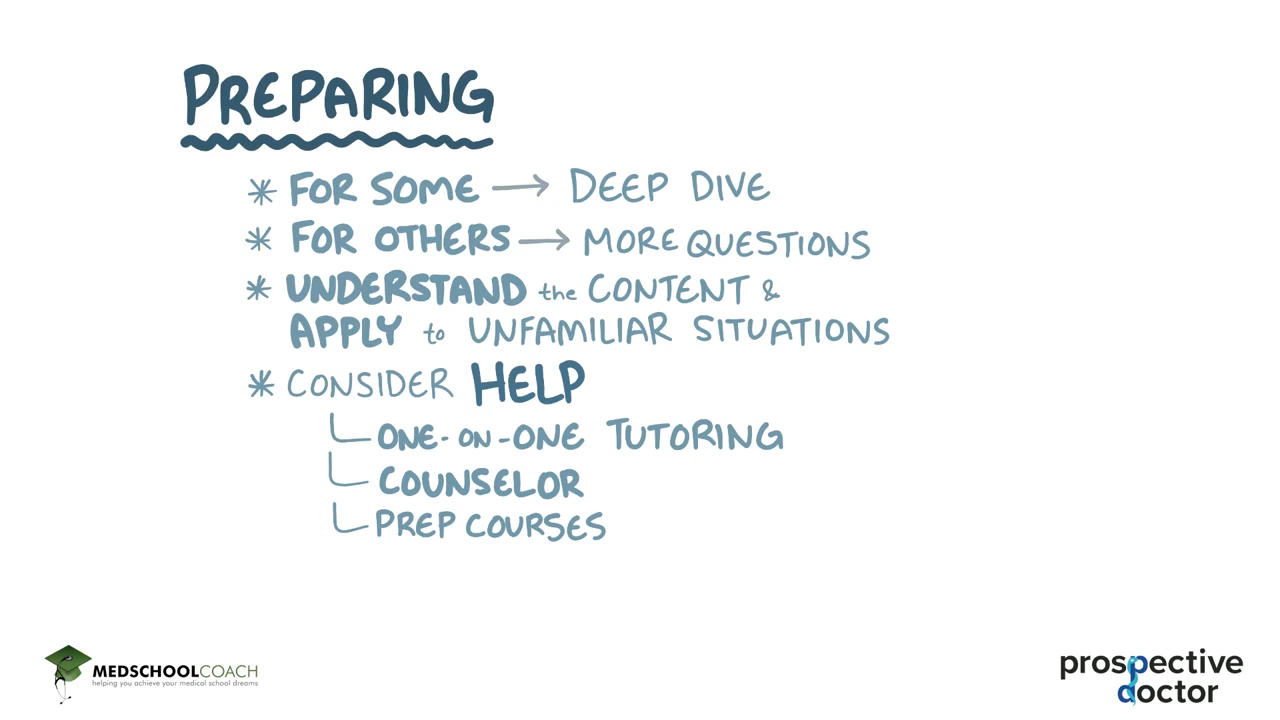 PREPARING
* FOR SOME → DEEP DIVE
* FOR OTHERS → MORE QUESTIONS
* UNDERSTAND the CONTENT &
APPLY to UNFAMILIAR SITUATIONS
* CONSIDER HELP
ONE-ON-ONE TUTORING
COUNSELOR
PREP COURSES
MEDSCHOOLCOACH
helping you achieve your medical school dreams
prospective
doctor